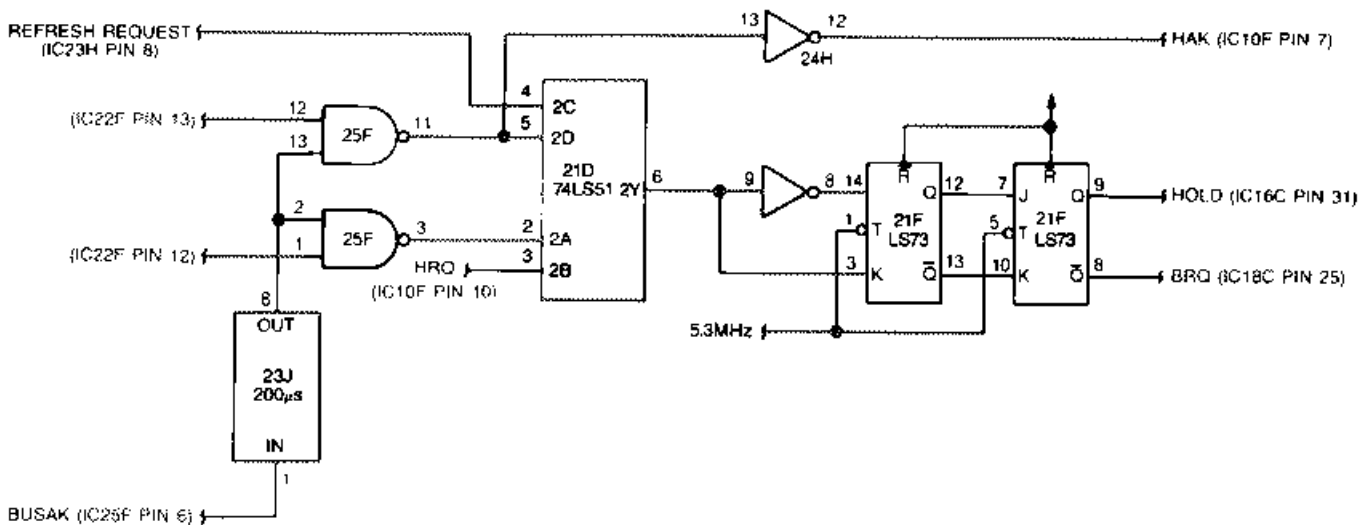 REFRESH REQUEST
(IC23H PIN 8)
13
12
24H
HAK (IC10F PIN 7)
(IC22F PIN 13)
12
13
25F
11
4
2C
5
2D
21D
74LS51 2Y
6
2
1
25F
3
2
2A
3
2B
(IC22F PIN 12)
HRQ
(IC10F PIN 10)
9
8
14
1
T
3
K
R
Q
12
21F
LS73
Q
13
7
J
5
T
10
K
R
Q
9
21F
LS73
Q
8
HOLD (IC16C PIN 31)
BRQ (IC18C PIN 25)
5.3MHz
8
OUT
23J
200µs
IN
1
BUSAK (IC25F PIN 6)